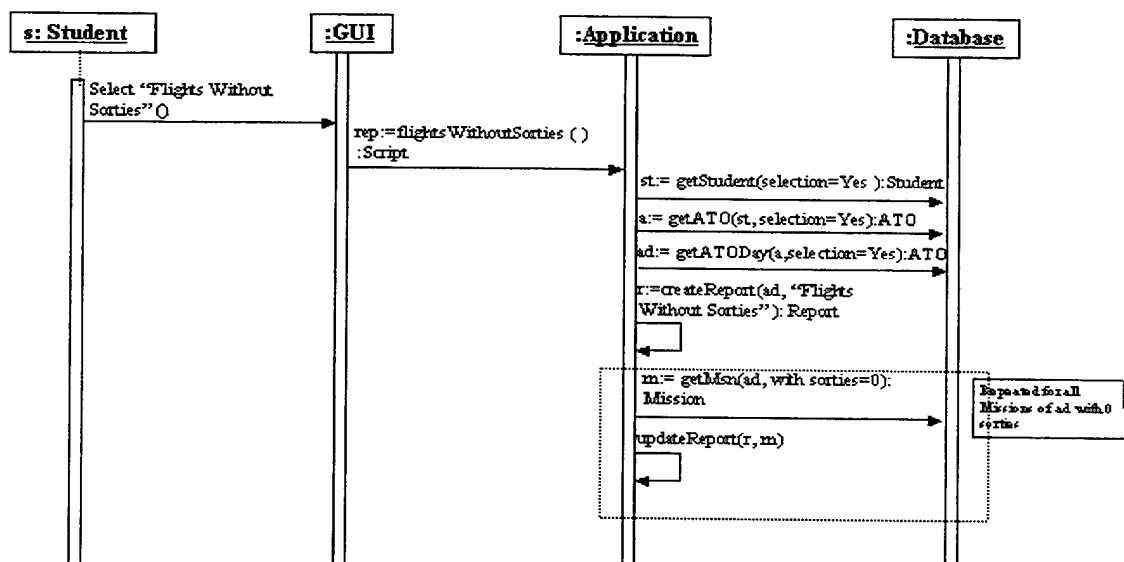 s: Student
:GUI
:Application
:Database
Select “Flights Without
Sorties” ()
rep:=flightsWithoutSorties ( )
:Script
st:= getStudent(selection=Yes ):Student
a:= getATO(st, selection=Yes):ATO
ad:= getATODay(a,selection=Yes):ATO
r:=createReport(ad, “Flights
Without Sorties”): Report
m:= getMsn(ad, with sorties=0):
Mission
Repeated for all
Missions of ad with 0
sorties
updateReport(r, m)